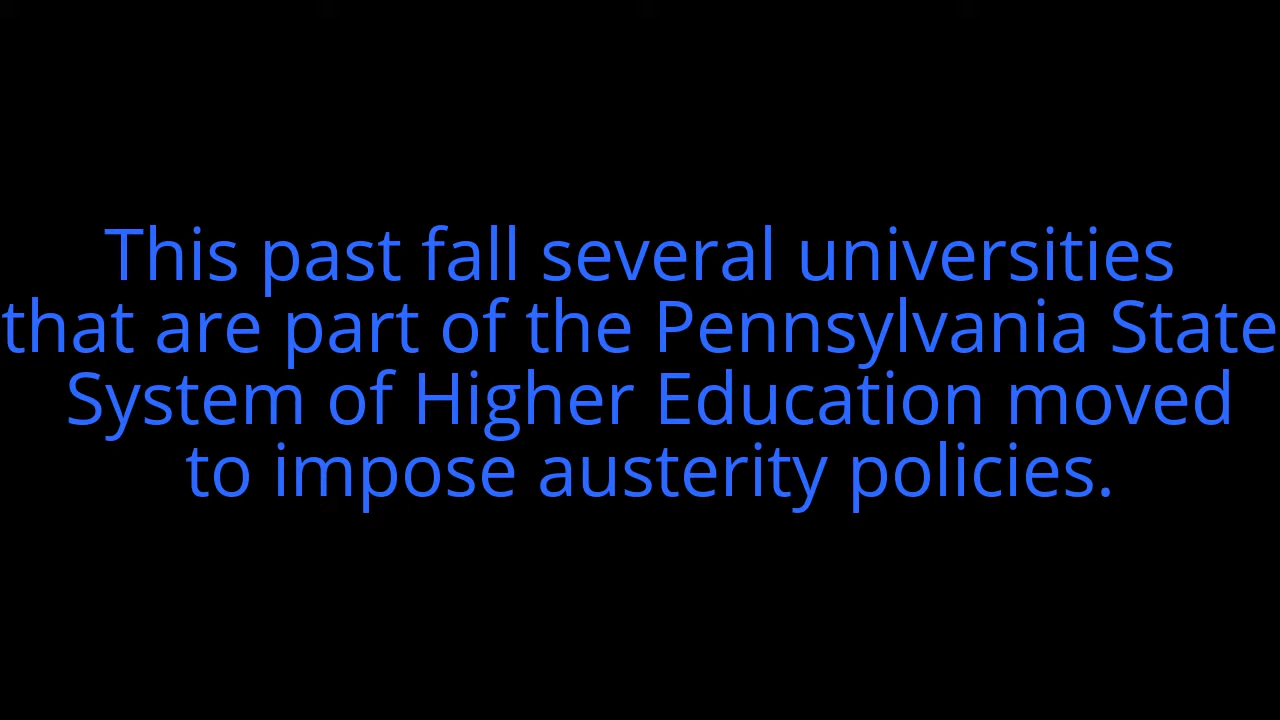 This past fall several universities
that are part of the Pennsylvania State
System of Higher Education moved
to impose austerity policies.